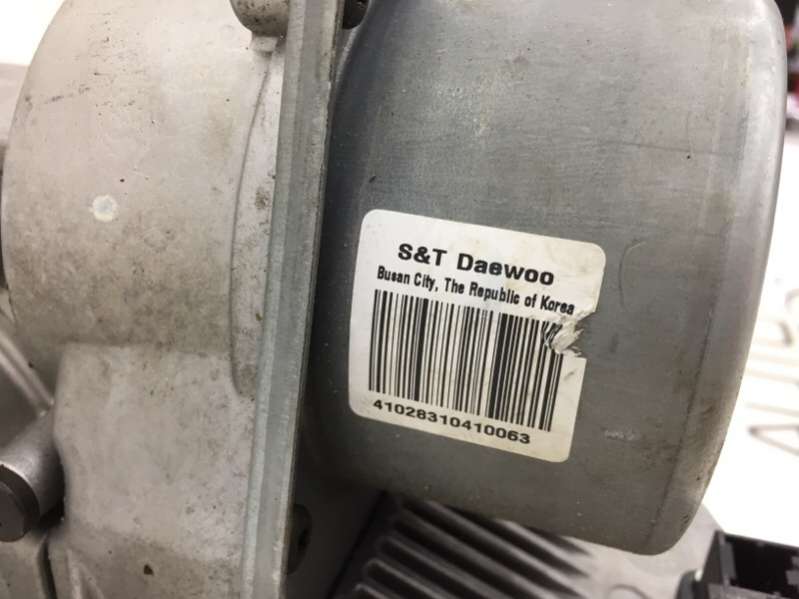 S&T Daewoo
Busan City, The Republic of Korea
41028310410063